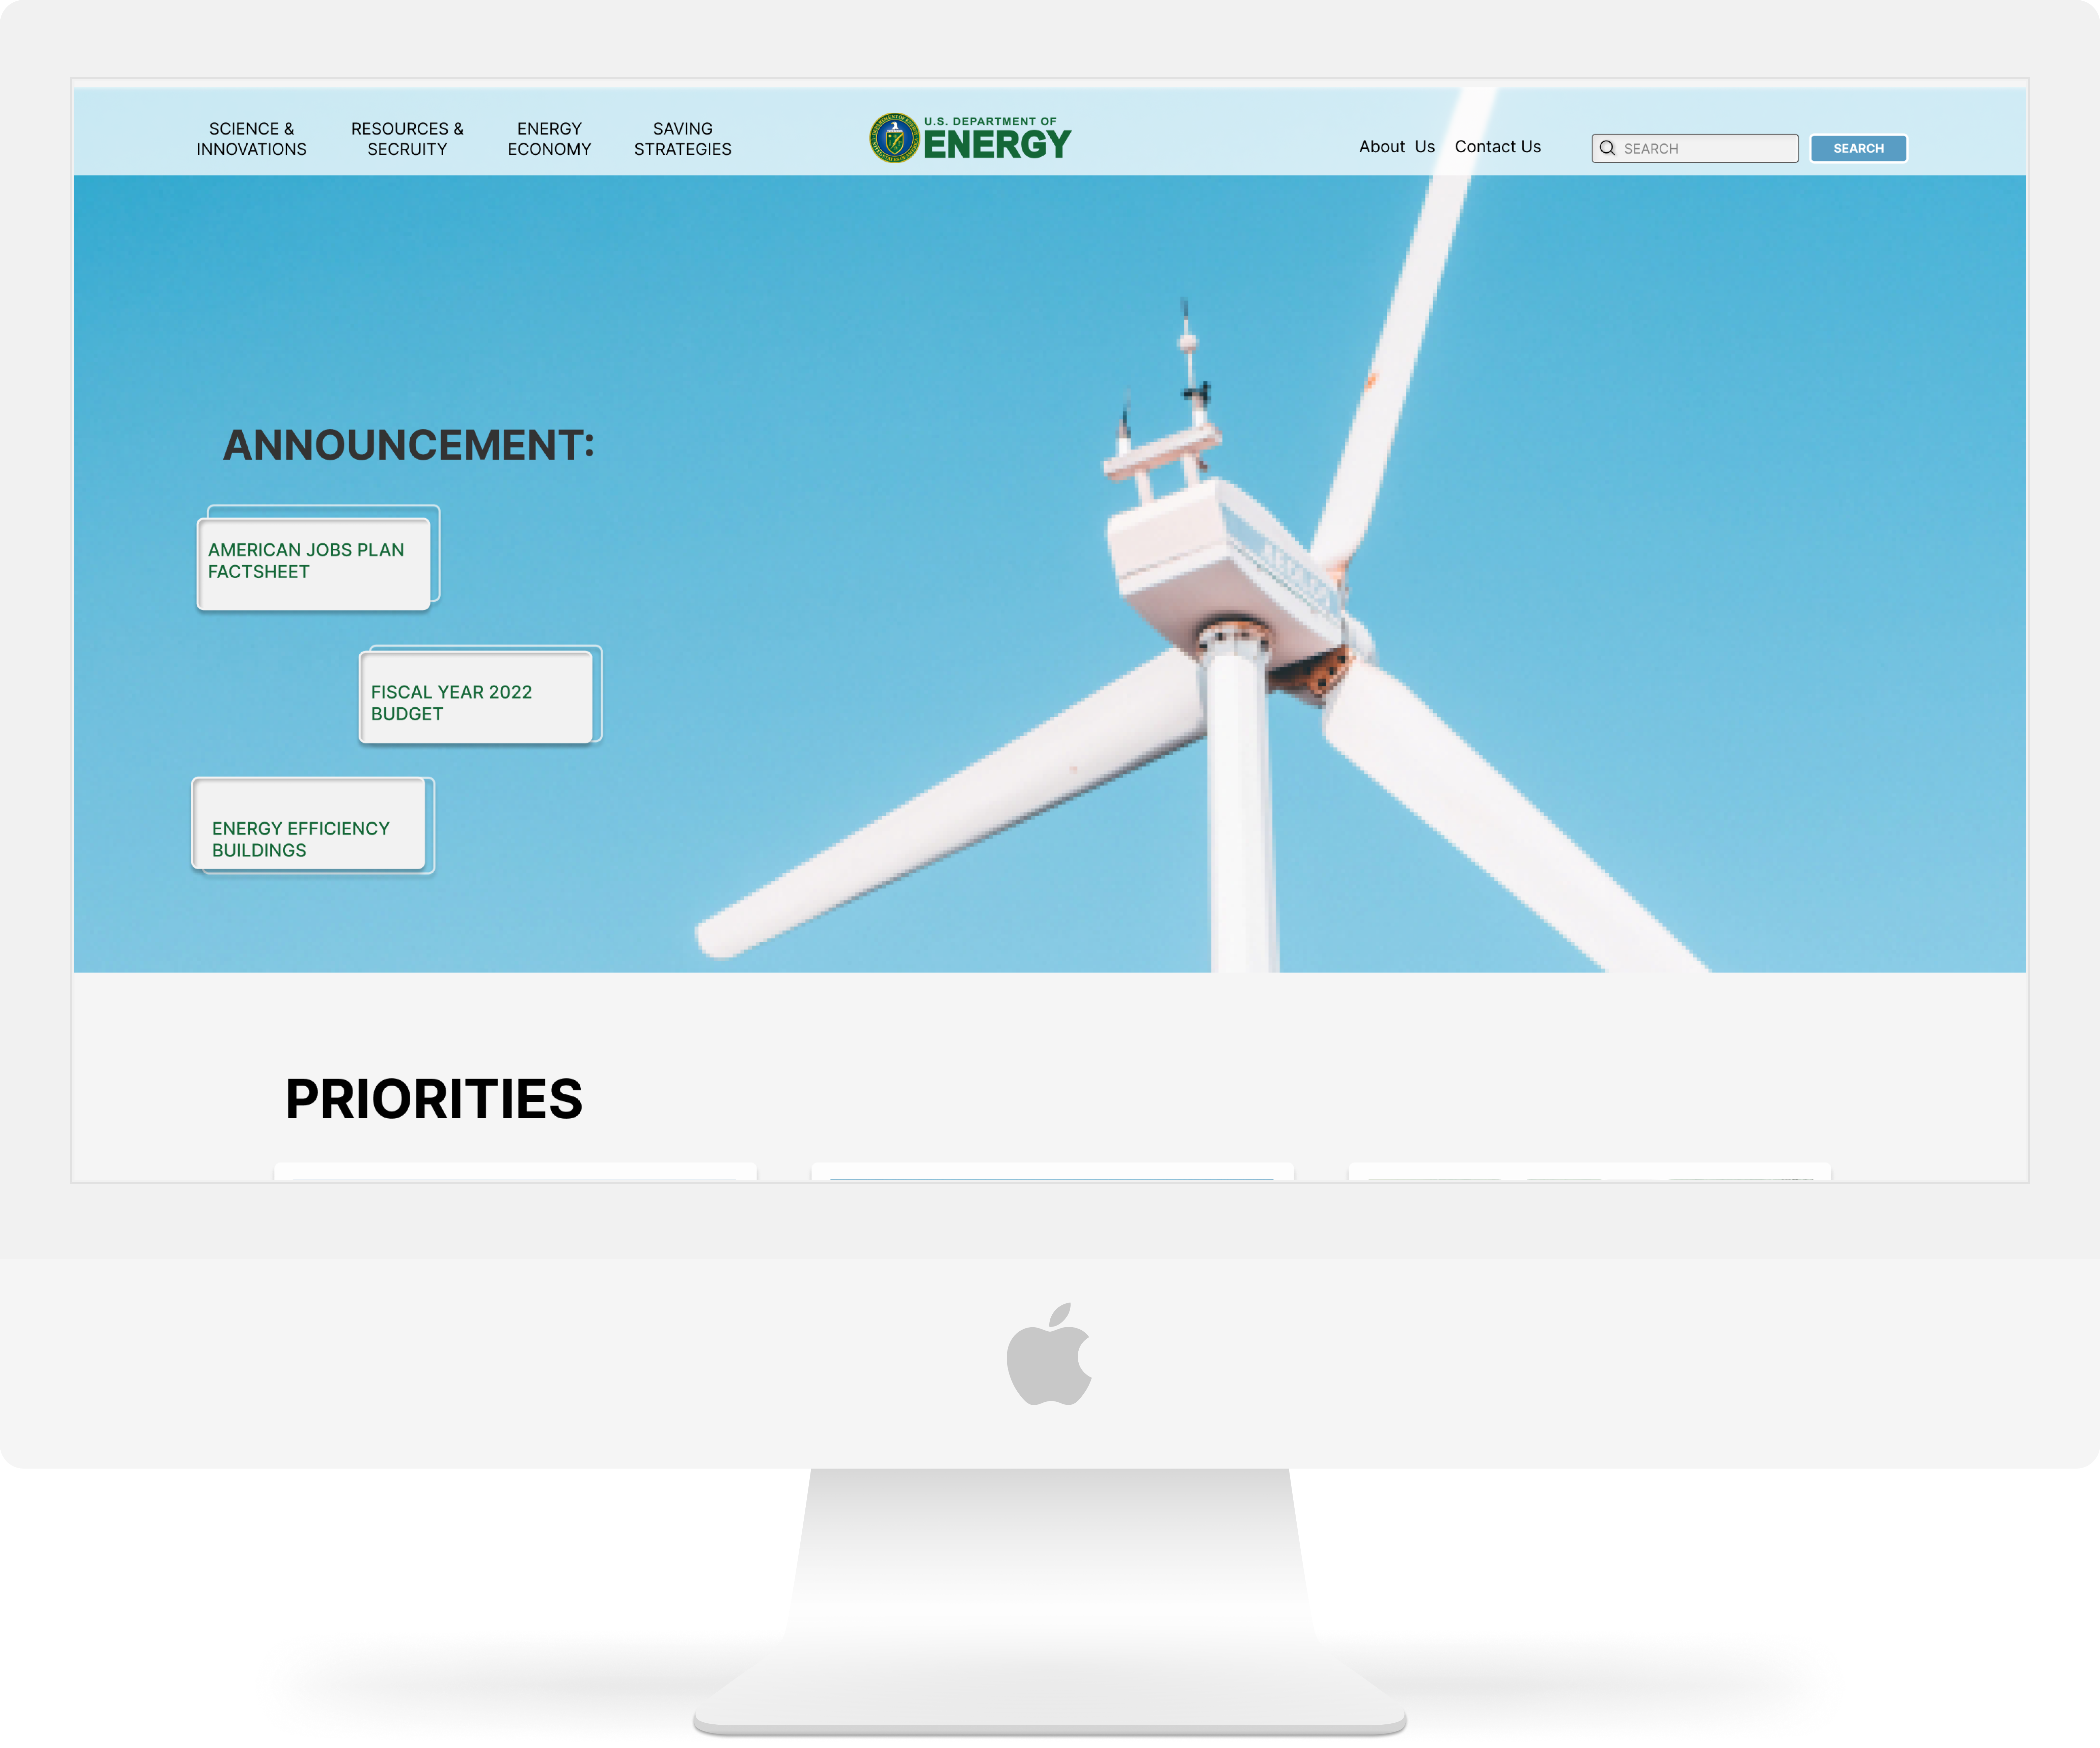 SCIENCE &
INNOVATIONS
RESOURCES &
SECRUITY
ENERGY
ECONOMY
SAVING
STRATEGIES
U.S. DEPARTMENT OF
ENERGY
About Us
Contact Us
SEARCH
SEARCH
ANNOUNCEMENT:
AMERICAN JOBS PLAN
FACTSHEET
FISCAL YEAR 2022
BUDGET
ENERGY EFFICIENCY
BUILDINGS
PRIORITIES